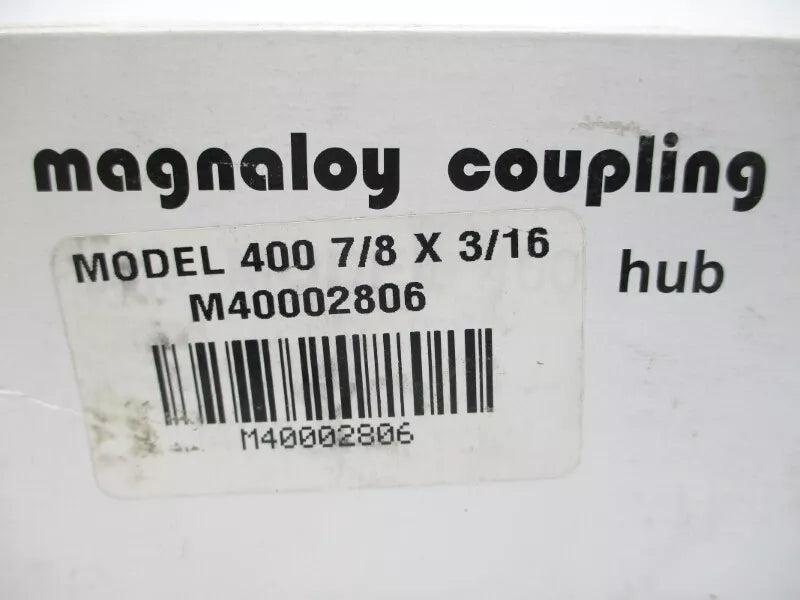 magnaloy coupling
MODEL 400 7/8 X 3/16
hub
M40002806
M40002806